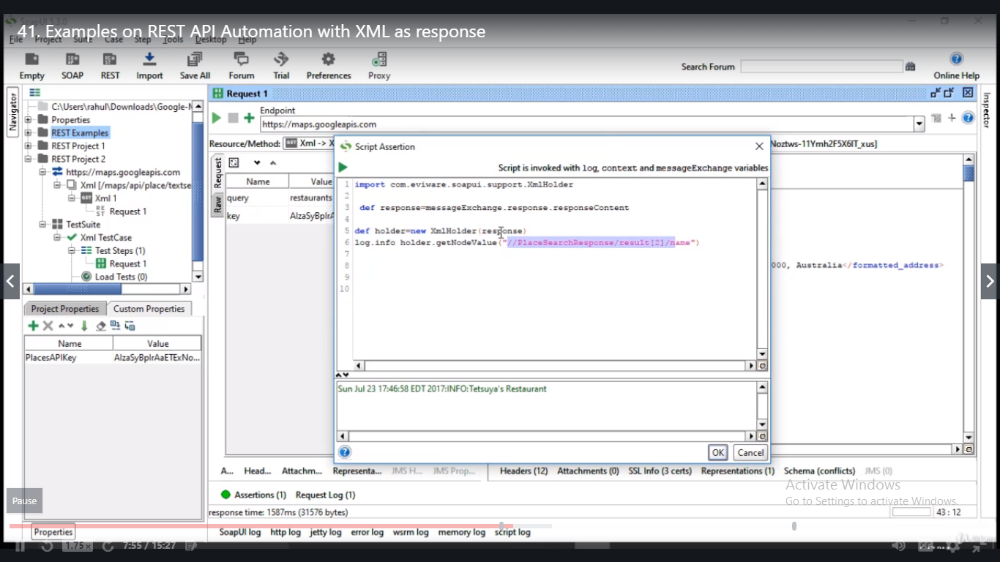 SoapUI 5.3.0
41. Examples on REST API Automation with XML as response
File Project Suite Case Step Tools Desktop Help
Empty SOAP REST Import Save All Forum Trial Preferences Proxy
Search Forum
Online Help
Navigator
C:\Users\rahul\Downloads\Google-M
Properties
REST Examples
REST Project 1
REST Project 2
https://maps.googleapis.com
Xml [/maps/api/place/textse
Xml 1
Request 1
TestSuite
Xml TestCase
Test Steps (1)
Request 1
Load Tests (0)
Project Properties Custom Properties
Name Value
PlacesAPIKey AIzaSyBpIrAaETExNo...
Properties
Request 1
Endpoint
https://maps.googleapis.com
Resource/Method: GET Xml -> X
Noztws-11Ymh2F5X6IT_xus]
Inspector
Request
Raw
Name Value
query restaurants
key AIzaSyBpIrA
Script Assertion
Script is invoked with log, context and messageExchange variables
1 import com.eviware.soapui.support.XmlHolder
2
3 def response=messageExchange.response.responseContent
4
5 def holder=new XmlHolder(response)
6 log.info holder.getNodeValue("//PlaceSearchResponse/result[2]/name")
7
8
9
10
Sun Jul 23 17:46:58 EDT 2017:INFO:Tetsuya's Restaurant
OK Cancel
000, Australia</formatted_address>
A... Head... Attachm... Representa... JMS H... JMS Prop...
Headers (12) Attachments (0) SSL Info (3 certs) Representations (1) Schema (conflicts) JMS (0)
Activate Windows
Go to Settings to activate Windows.
Assertions (1) Request Log (1)
response time: 1587ms (31576 bytes)
43 : 12
SoapUI log http log jetty log error log wsrm log memory log script log
Pause
1.75 x 7:55 / 15:27